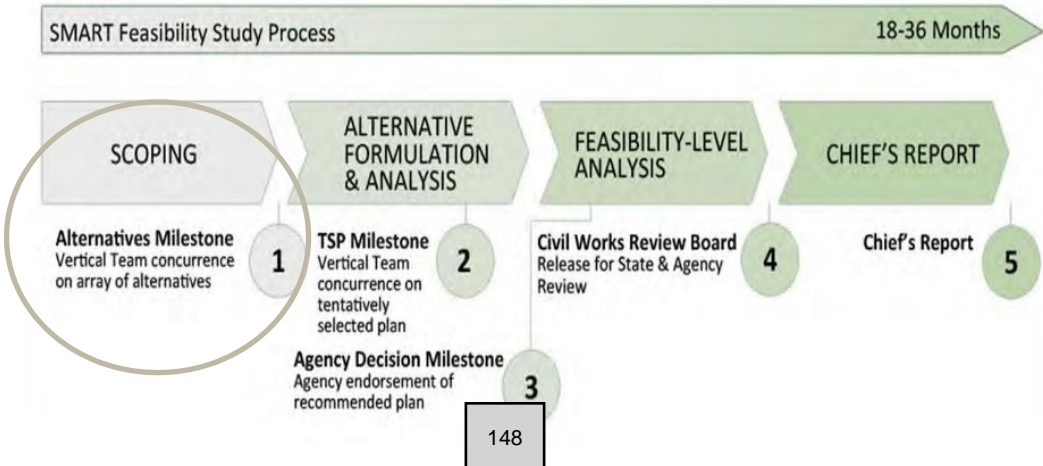 SMART Feasibility Study Process
18-36 Months
SCOPING
ALTERNATIVE
FORMULATION
& ANALYSIS
FEASIBILITY-LEVEL
ANALYSIS
CHIEF'S REPORT
Alternatives Milestone
Vertical Team concurrence
on array of alternatives
1
TSP Milestone
Vertical Team
concurrence on
tentatively
selected plan
2
Agency Decision Milestone
Agency endorsement of
recommended plan
3
Civil Works Review Board
Release for State & Agency
Review
4
Chief's Report
5
148